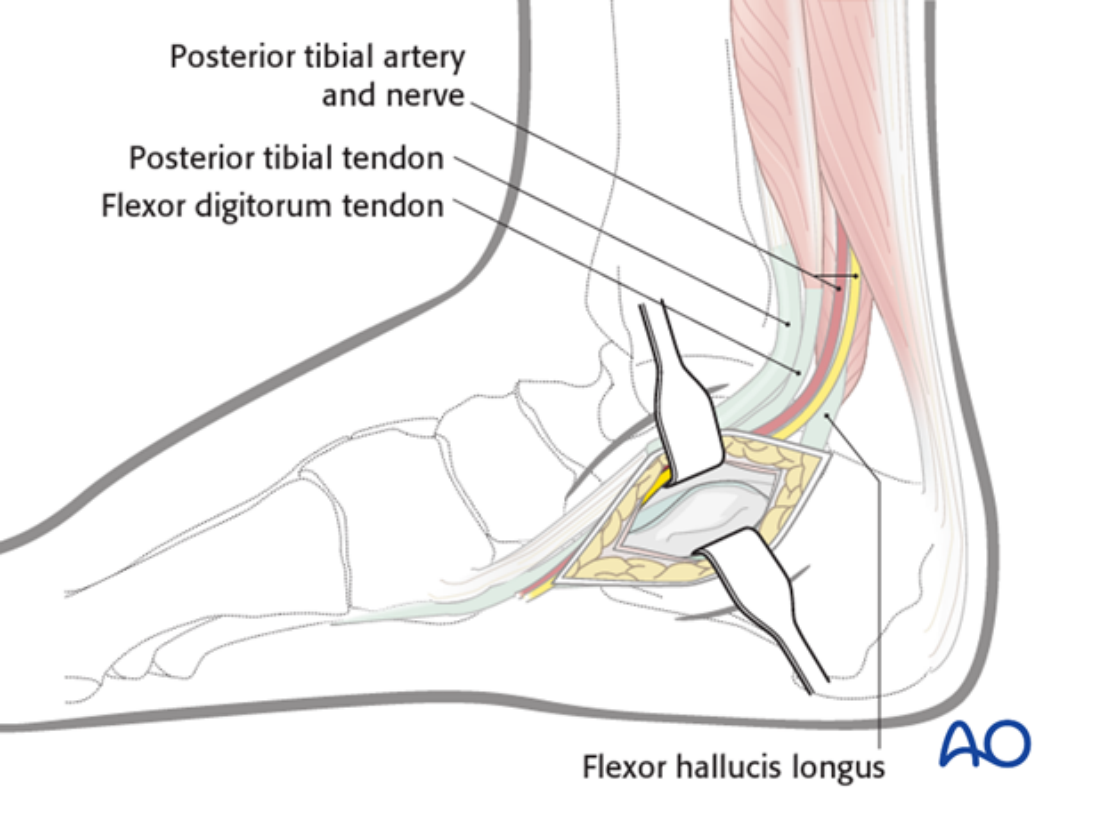 Posterior tibial artery
and nerve
Posterior tibial tendon
Flexor digitorum tendon
Flexor hallucis longus
AO